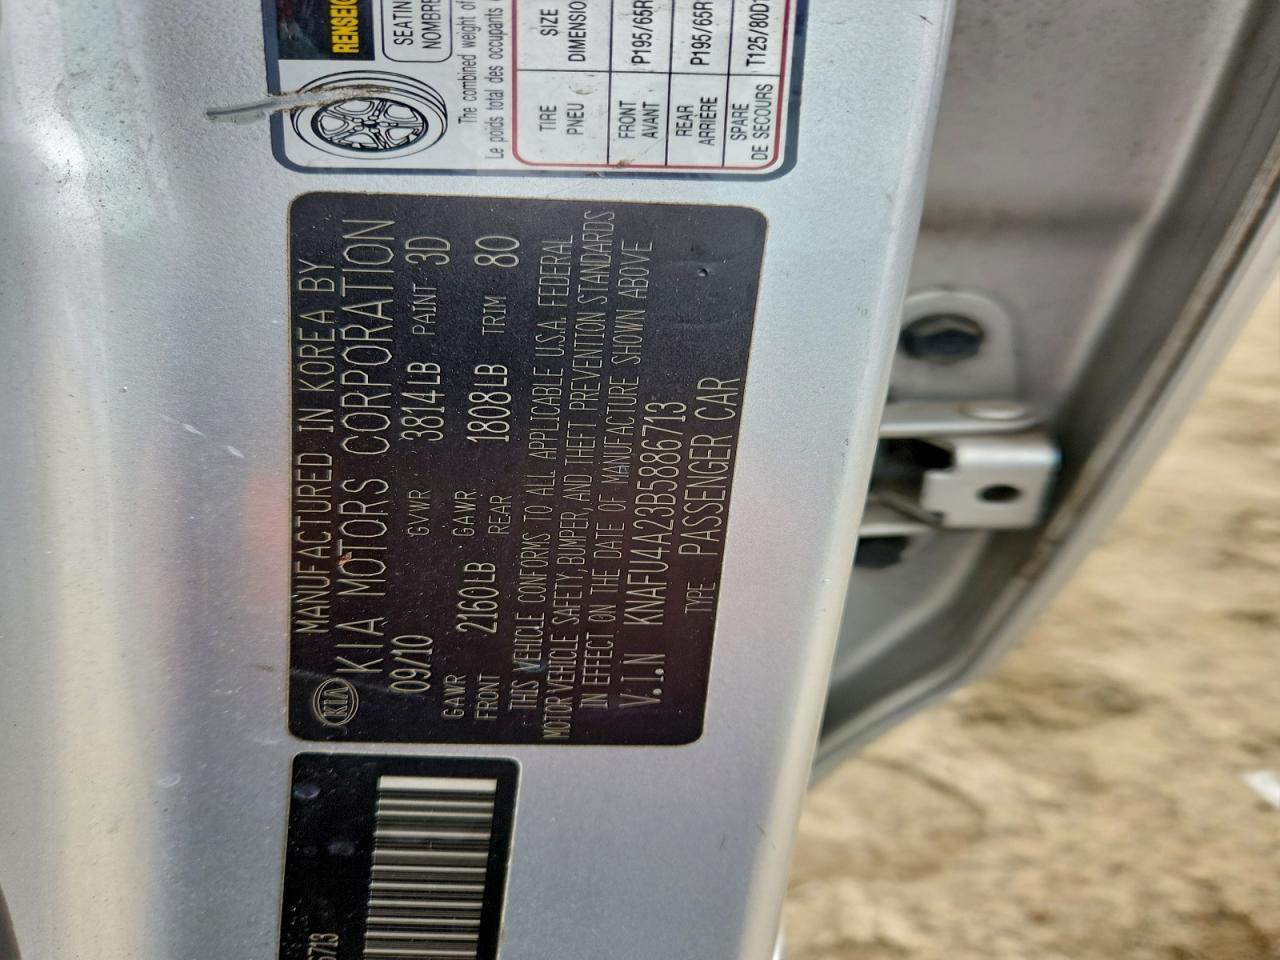 RENSEIG
SEATIN
NOMBRE
The combined weight of
Le poids total des occupants
TIRE SIZE
PNEU DIMENSIO
FRONT P195/65R
AVANT
REAR P195/65R
ARRIÈRE
SPARE T125/80D1
DE SECOURS
MANUFACTURED IN KOREA BY
KIA KIA MOTORS CORPORATION
09/10 GVWR 3814LB PAINT 3D
GAWR FRONT 2160LB GAWR REAR 1808LB TRIM 80
THIS VEHICLE CONFORMS TO ALL APPLICABLE U.S.A. FEDERAL
MOTOR VEHICLE SAFETY, BUMPER, AND THEFT PREVENTION STANDARDS
IN EFFECT ON THE DATE OF MANUFACTURE SHOWN ABOVE
V.I.N KNAFU4A23B5886713
TYPE PASSENGER CAR
6713